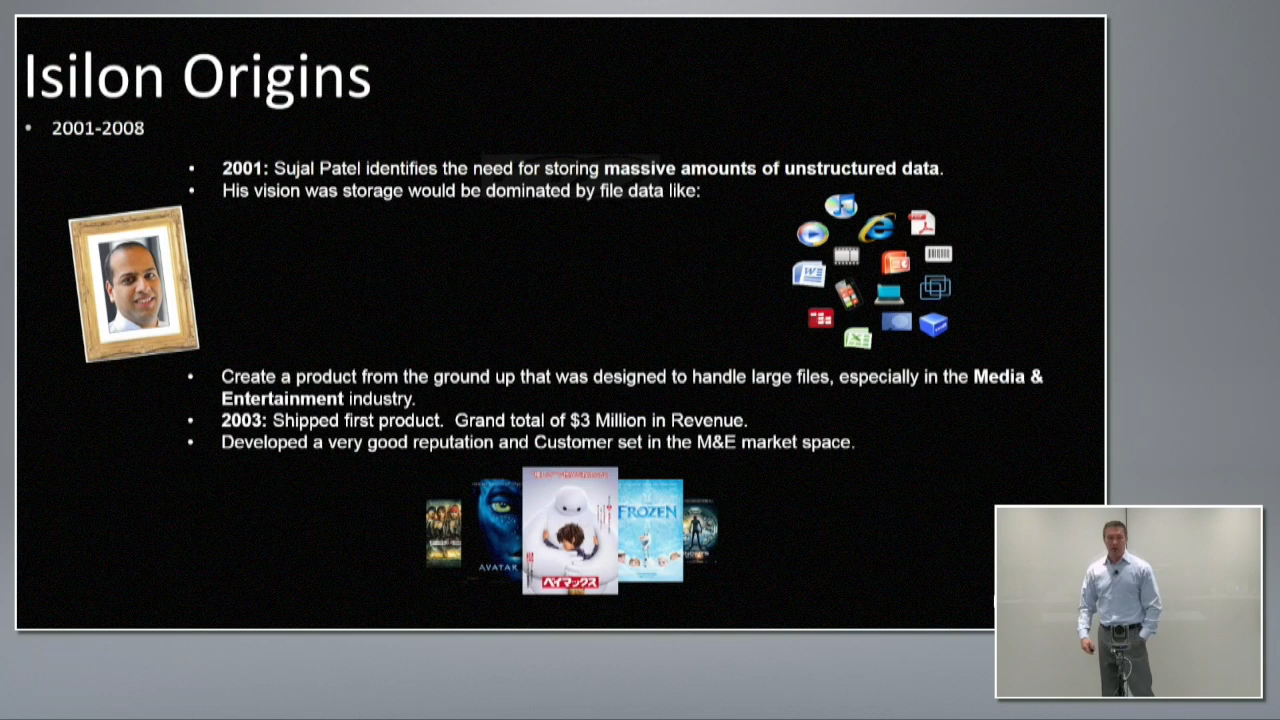 Isilon Origins
• 2001-2008
• 2001: Sujal Patel identifies the need for storing massive amounts of unstructured data.
• His vision was storage would be dominated by file data like:
• Create a product from the ground up that was designed to handle large files, especially in the Media &
Entertainment industry.
• 2003: Shipped first product. Grand total of $3 Million in Revenue.
• Developed a very good reputation and Customer set in the M&E market space.
FROZEN
AVATAR
ベイマックス